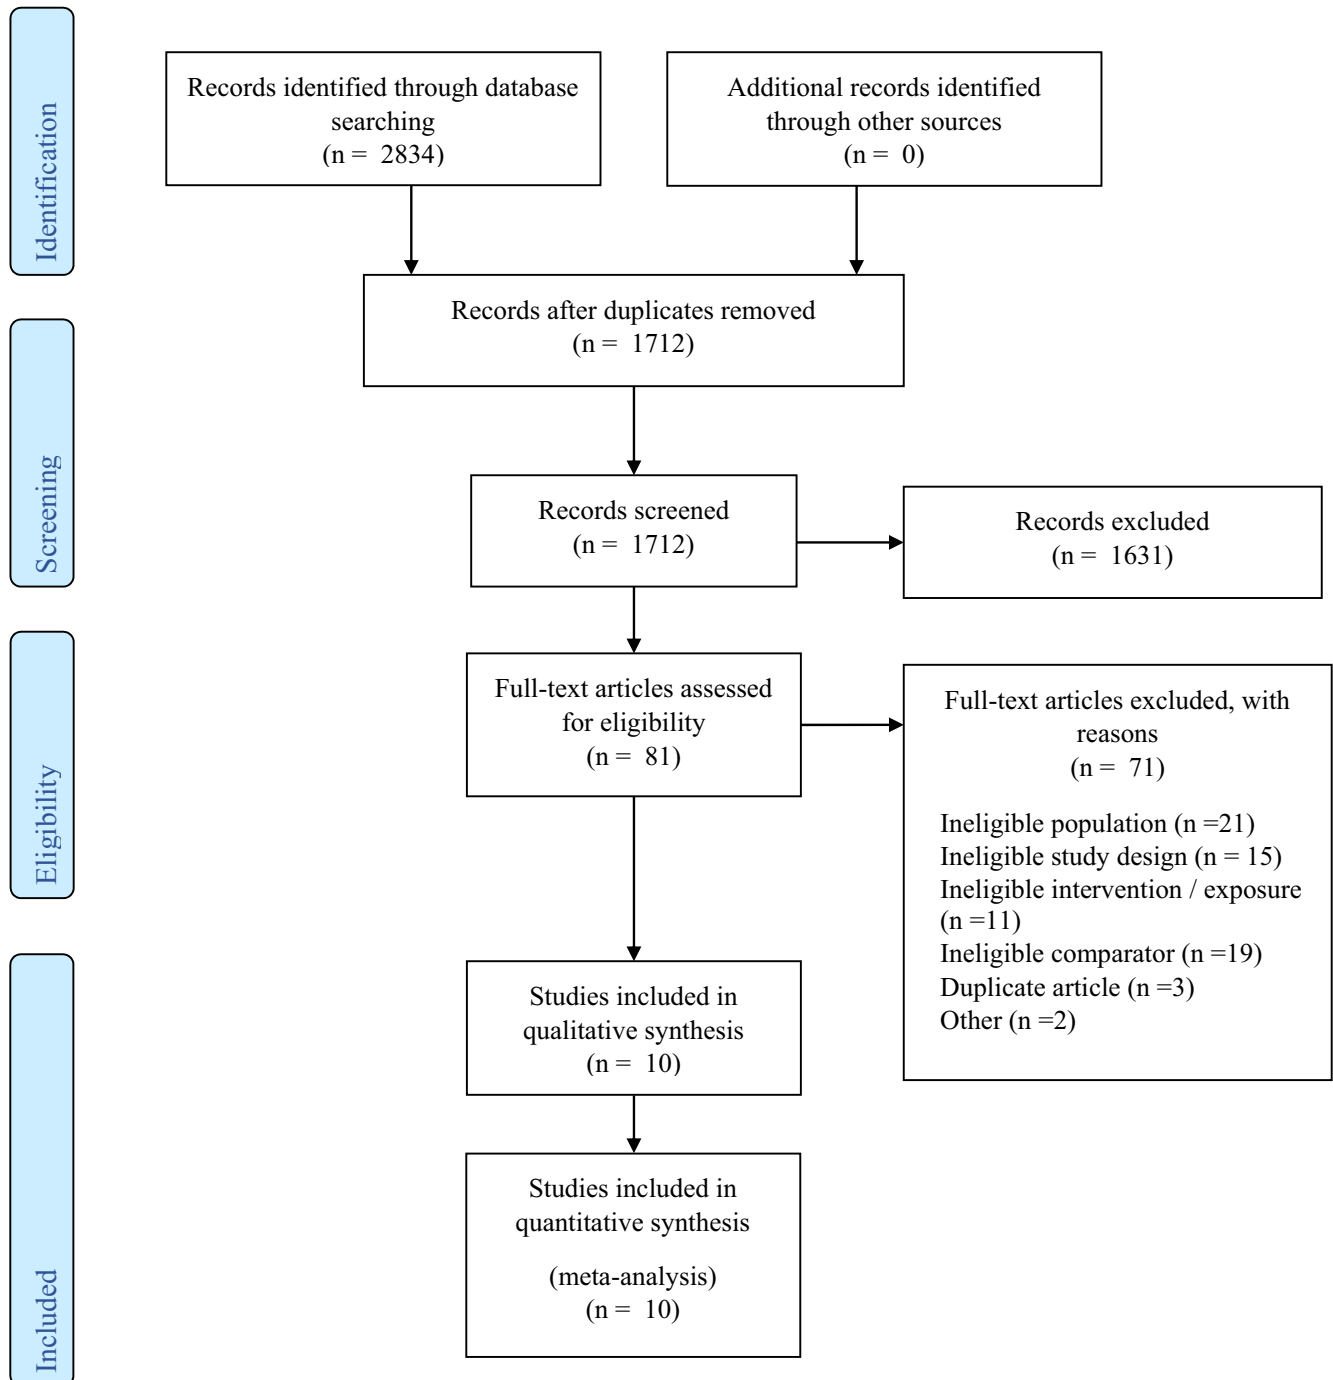 Identification
Records identified through database
searching
(n =  2834)
Additional records identified
through other sources
(n =  0)
Records after duplicates removed
(n =  1712)
Screening
Records screened
(n =  1712)
Records excluded
(n =  1631)
Eligibility
Full-text articles assessed
for eligibility
(n =  81)
Full-text articles excluded, with
reasons
(n =  71)
Ineligible population (n =21)
Ineligible study design (n = 15)
Ineligible intervention / exposure
(n =11)
Ineligible comparator (n =19)
Duplicate article (n =3)
Other (n =2)
Included
Studies included in
qualitative synthesis
(n =  10)
Studies included in
quantitative synthesis
(meta-analysis)
(n =  10)